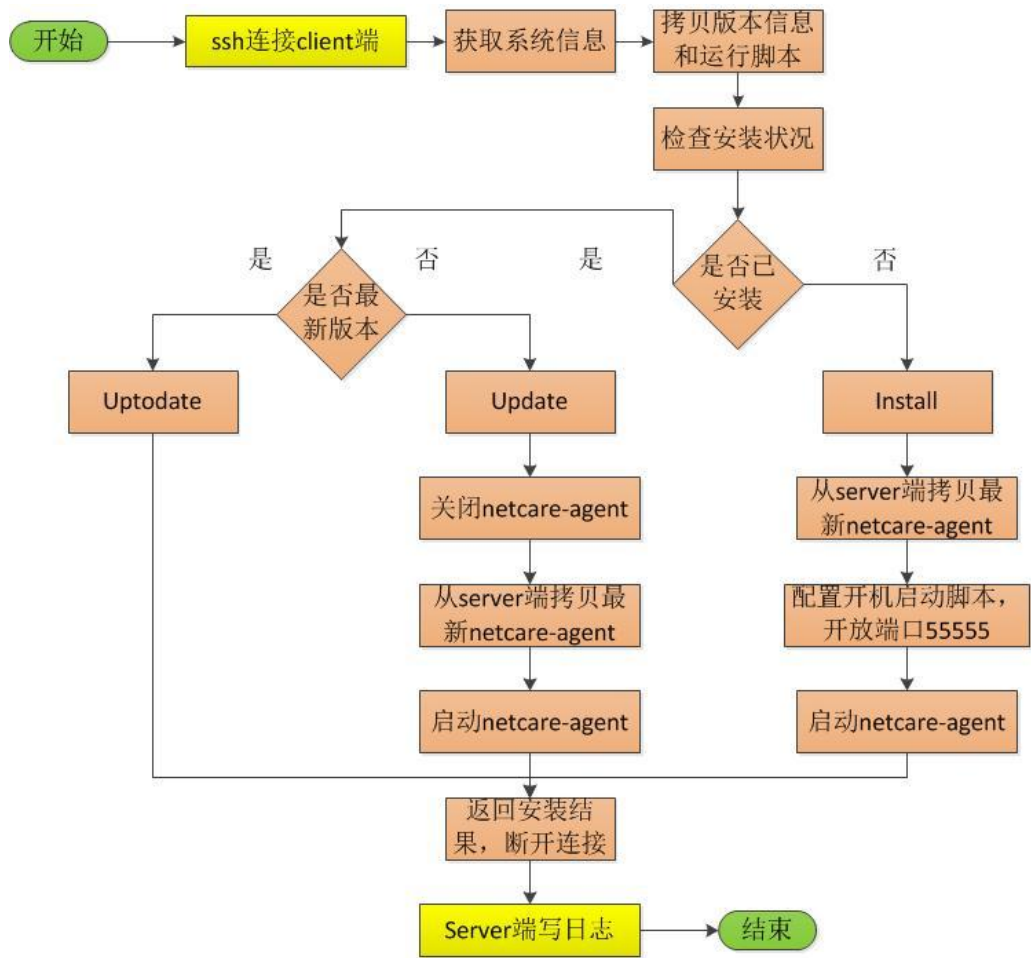 开始
ssh连接client端
获取系统信息
拷贝版本信息
和运行脚本
检查安装状况
是否已
安装
是
否
是否最
新版本
是
否
Uptodate
Update
Install
关闭netcare-agent
从server端拷贝最
新netcare-agent
从server端拷贝最
新netcare-agent
配置开机启动脚本，
开放端口55555
启动netcare-agent
启动netcare-agent
返回安装结
果，断开连接
Server端写日志
结束